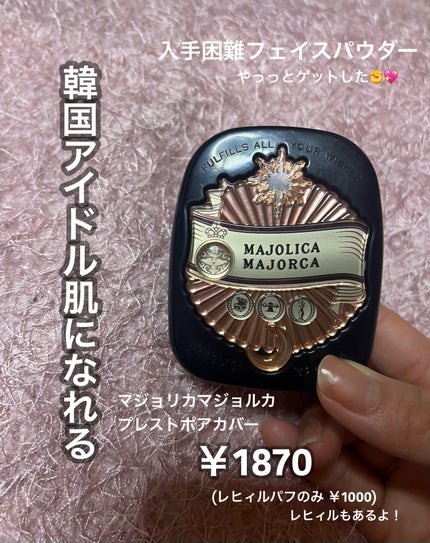 入手困難フェイスパウダー
やっっとゲットした✊💖
韓国アイドル肌になれる
FULFILLS ALL YOUR WISHES
MAJOLICA
MAJORCA
マジョリカマジョルカ
プレストポアカバー
￥1870
(レヒィルパフのみ ￥1000)
レヒィルもあるよ！